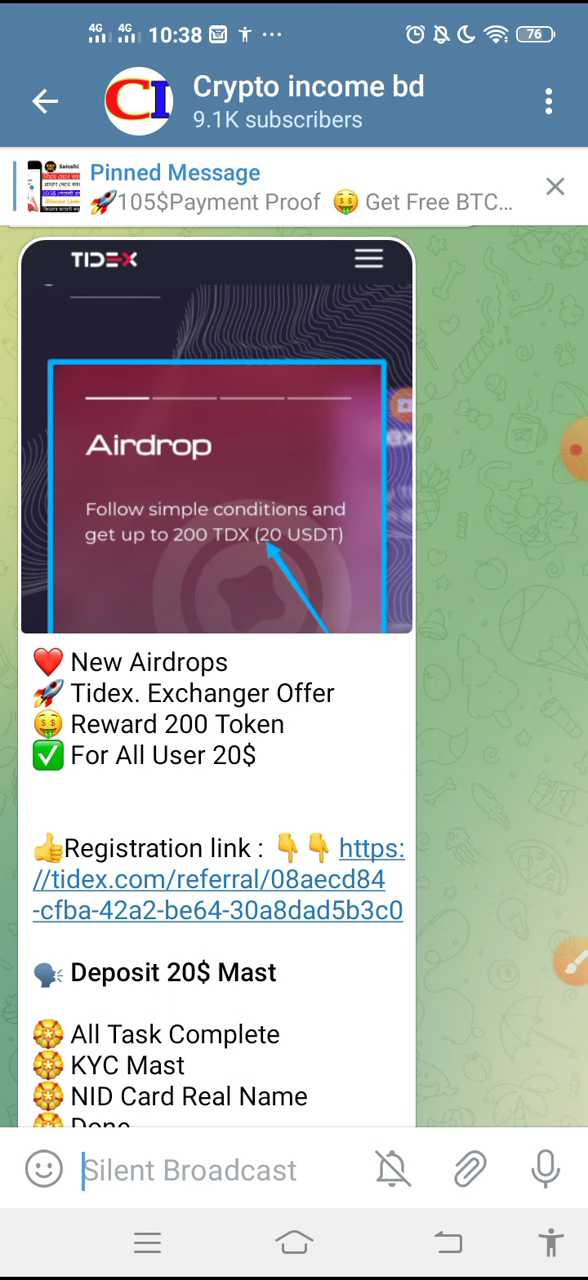 4G 4G 10:38 76
CI
Crypto income bd
9.1K subscribers
Pinned Message
🚀105$Payment Proof 🤑 Get Free BTC...
TIDEX
Airdrop
Follow simple conditions and
get up to 200 TDX (20 USDT)
❤️ New Airdrops
🚀 Tidex. Exchanger Offer
🤑 Reward 200 Token
✅ For All User 20$
👍Registration link : 👇👇 https:
//tidex.com/referral/08aecd84
-cfba-42a2-be64-30a8dad5b3c0
🗣 Deposit 20$ Mast
🏵 All Task Complete
🏵 KYC Mast
🏵 NID Card Real Name
🏵 Done
Silent Broadcast